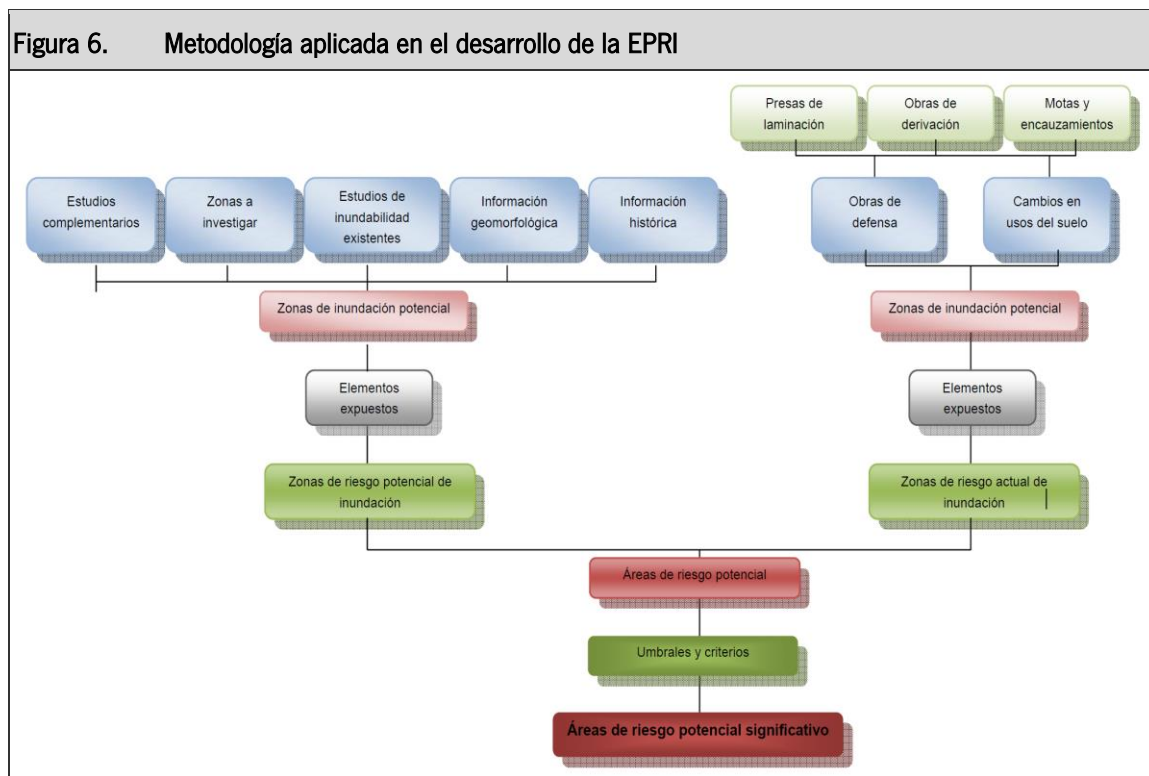 Figura 6. Metodología aplicada en el desarrollo de la EPRI
Presas de
laminación
Obras de
derivación
Motas y
encauzamientos
Estudios
complementarios
Zonas a
investigar
Estudios de
inundabilidad
existentes
Información
geomorfológica
Información
histórica
Obras de
defensa
Cambios en
usos del suelo
Zonas de inundación potencial
Zonas de inundación potencial
Elementos
expuestos
Elementos
expuestos
Zonas de riesgo potencial de
inundación
Zonas de riesgo actual de
inundación
Áreas de riesgo potencial
Umbrales y criterios
Áreas de riesgo potencial significativo